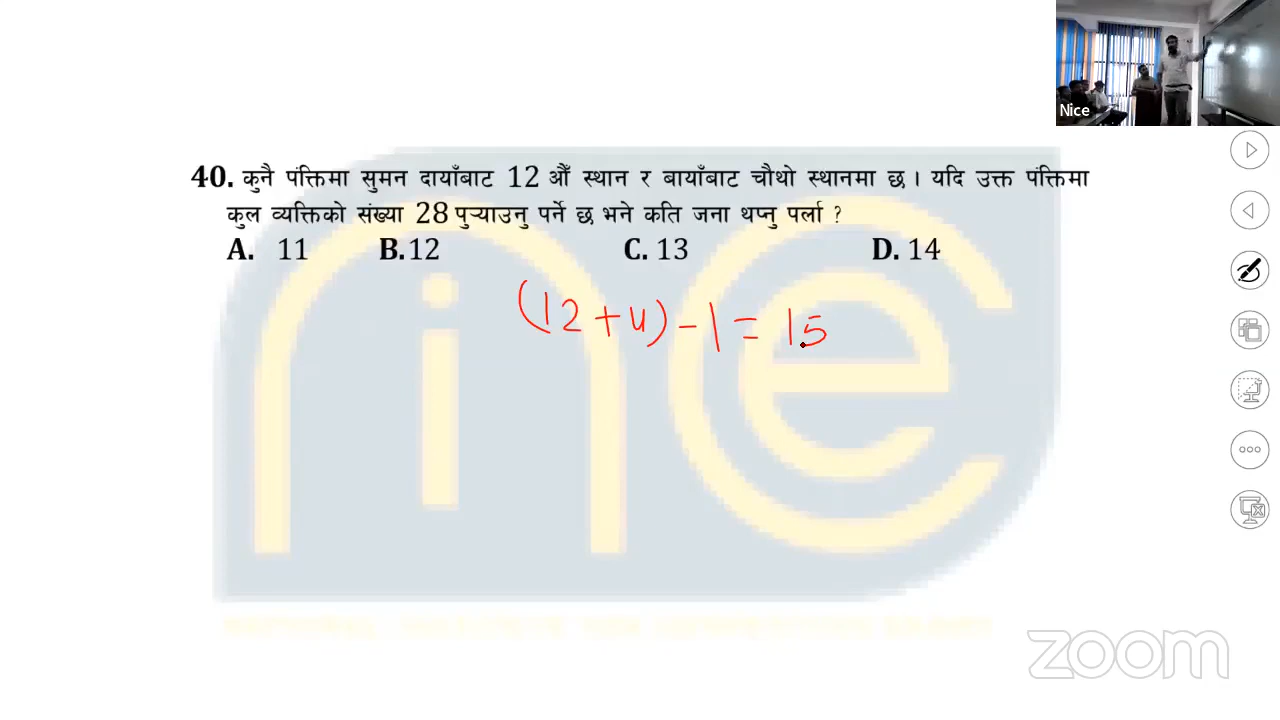 Nice
40. कुनै पंक्तिमा सुमन दायाँबाट 12 औँ स्थान र बायाँबाट चौथो स्थानमा छ। यदि उक्त पंक्तिमा
कुल व्यक्तिको संख्या 28 पुऱ्याउनु पर्ने छ भने कति जना थप्नु पर्ला ?
A. 11 B. 12 C. 13 D. 14
(12+4)-1=15
zoom